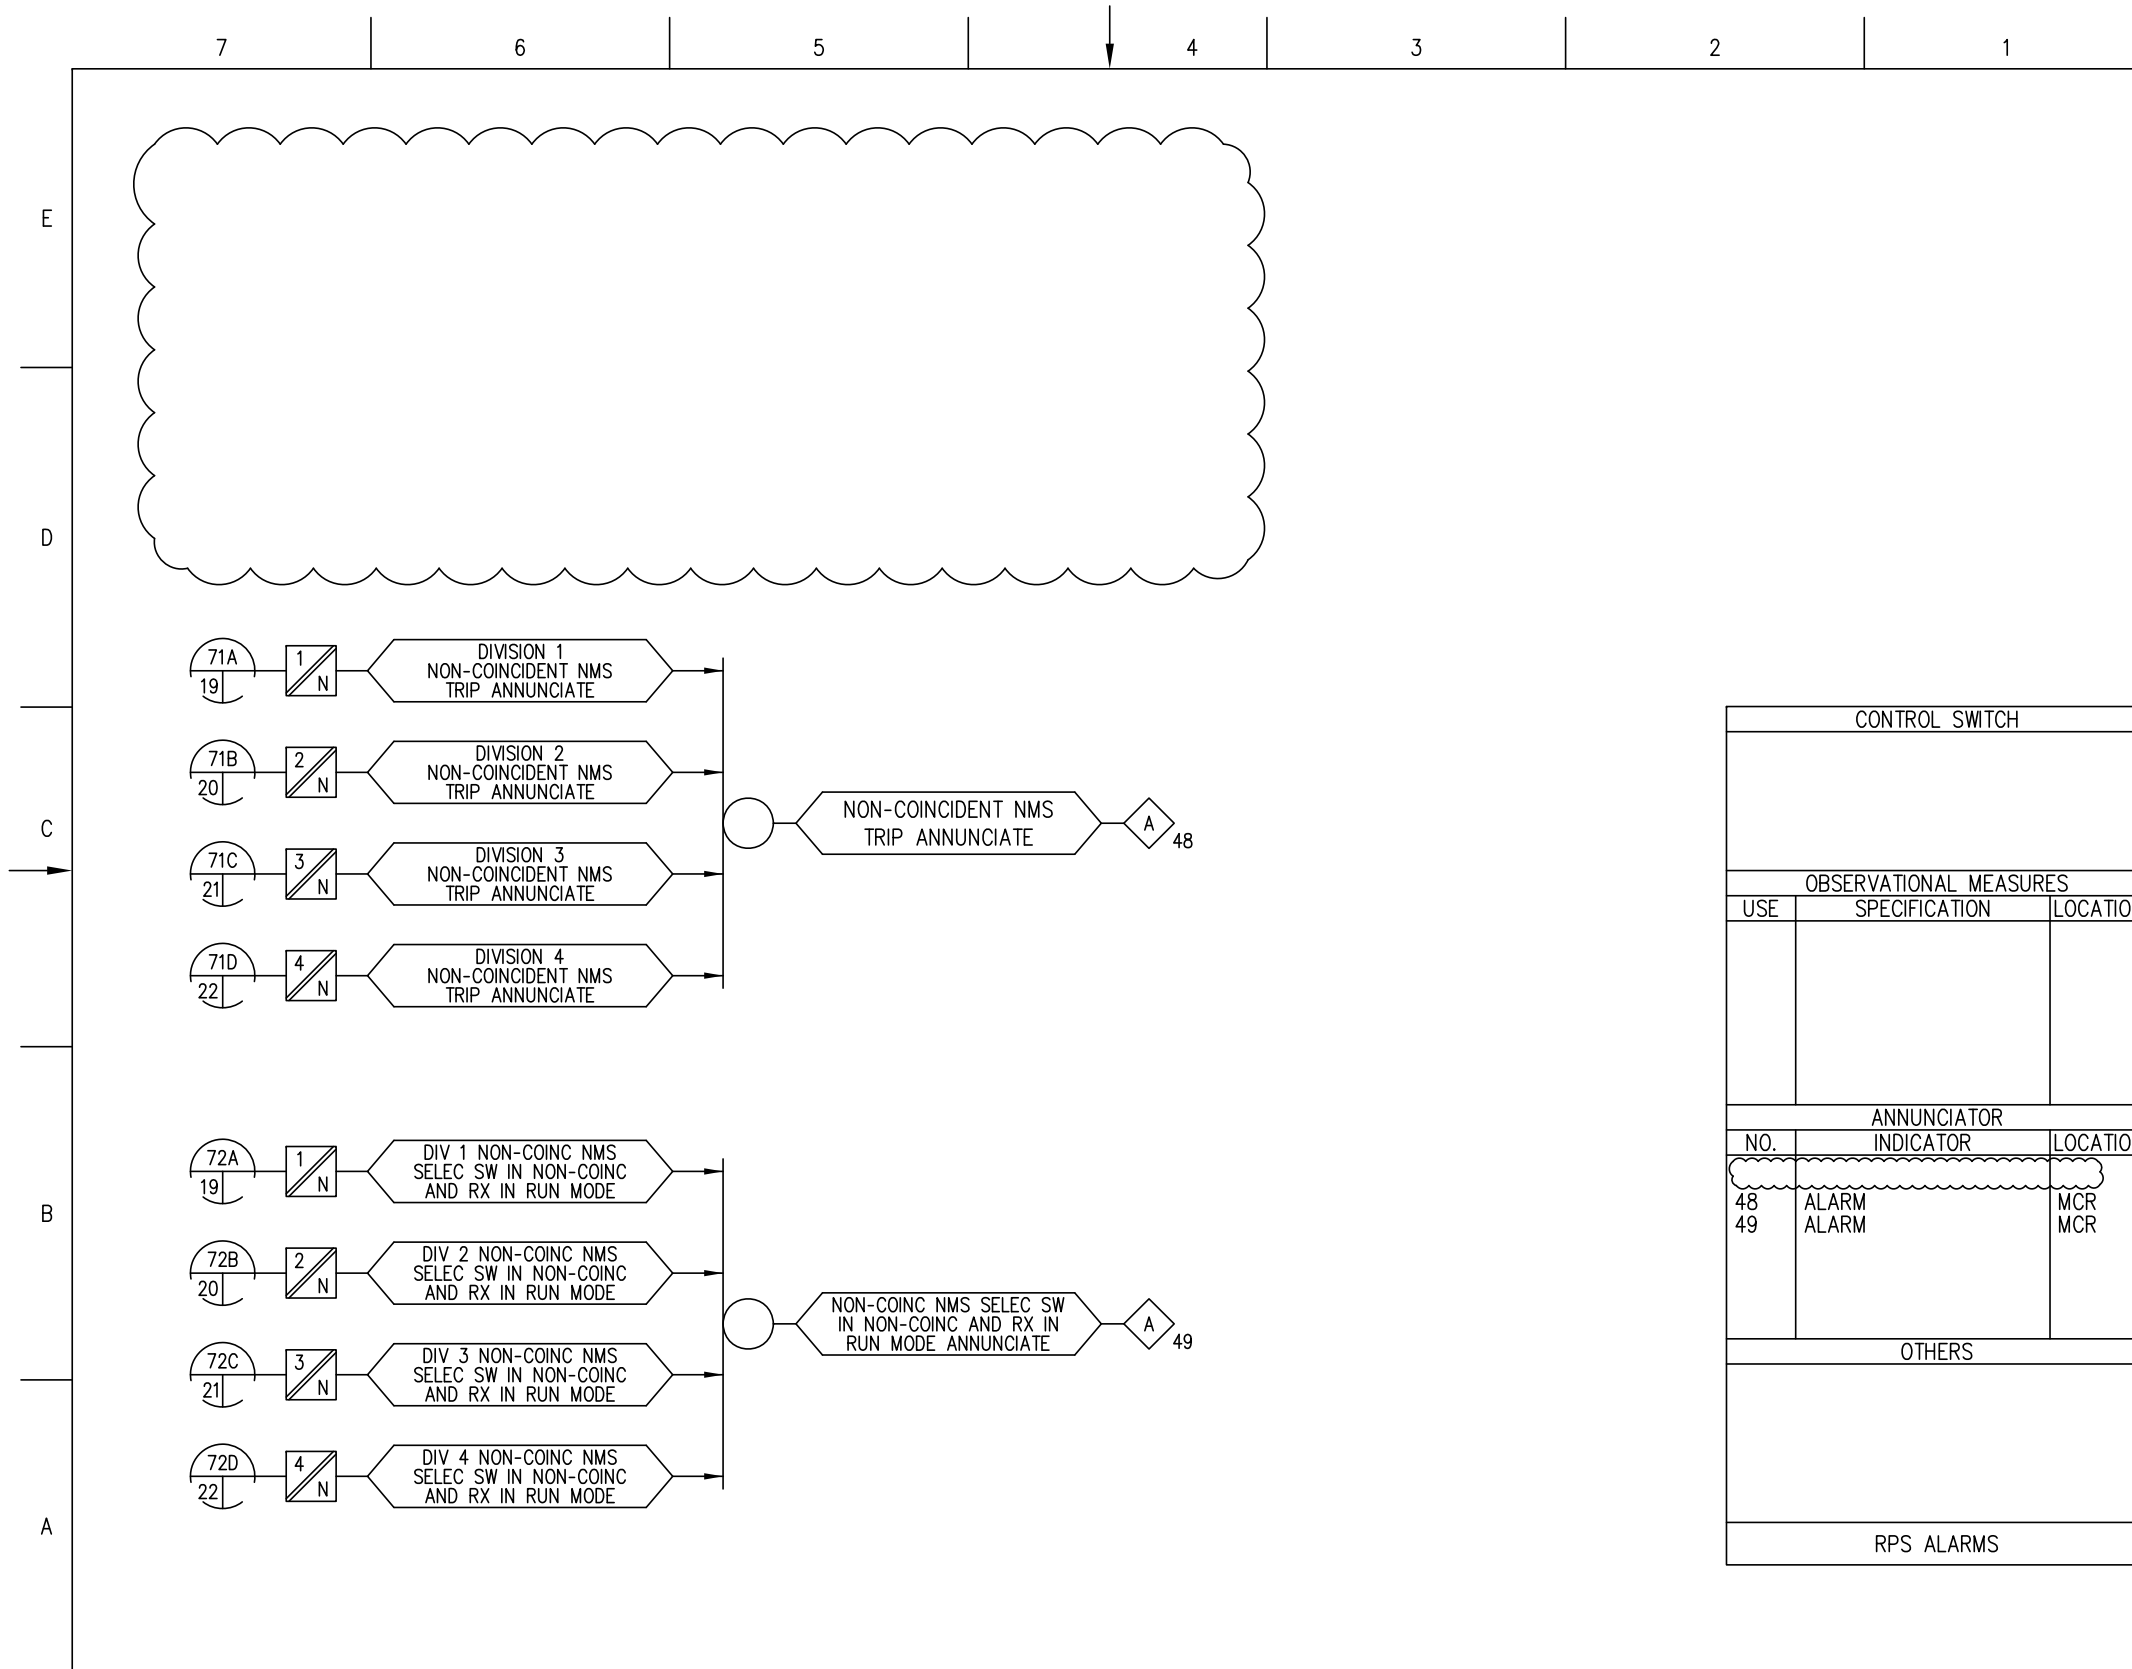 7 6 5 4 3 2 1
E
D
C
B
A
71A
19
1
N
DIVISION 1
NON-COINCIDENT NMS
TRIP ANNUNCIATE
71B
20
2
N
DIVISION 2
NON-COINCIDENT NMS
TRIP ANNUNCIATE
71C
21
3
N
DIVISION 3
NON-COINCIDENT NMS
TRIP ANNUNCIATE
71D
22
4
N
DIVISION 4
NON-COINCIDENT NMS
TRIP ANNUNCIATE
NON-COINCIDENT NMS
TRIP ANNUNCIATE
A
48
72A
19
1
N
DIV 1 NON-COINC NMS
SELEC SW IN NON-COINC
AND RX IN RUN MODE
72B
20
2
N
DIV 2 NON-COINC NMS
SELEC SW IN NON-COINC
AND RX IN RUN MODE
72C
21
3
N
DIV 3 NON-COINC NMS
SELEC SW IN NON-COINC
AND RX IN RUN MODE
72D
22
4
N
DIV 4 NON-COINC NMS
SELEC SW IN NON-COINC
AND RX IN RUN MODE
NON-COINC NMS SELEC SW
IN NON-COINC AND RX IN
RUN MODE ANNUNCIATE
A
49
CONTROL SWITCH
OBSERVATIONAL MEASURES
USE SPECIFICATION LOCATIO
ANNUNCIATOR
NO. INDICATOR LOCATIO
48 ALARM MCR
49 ALARM MCR
OTHERS
RPS ALARMS